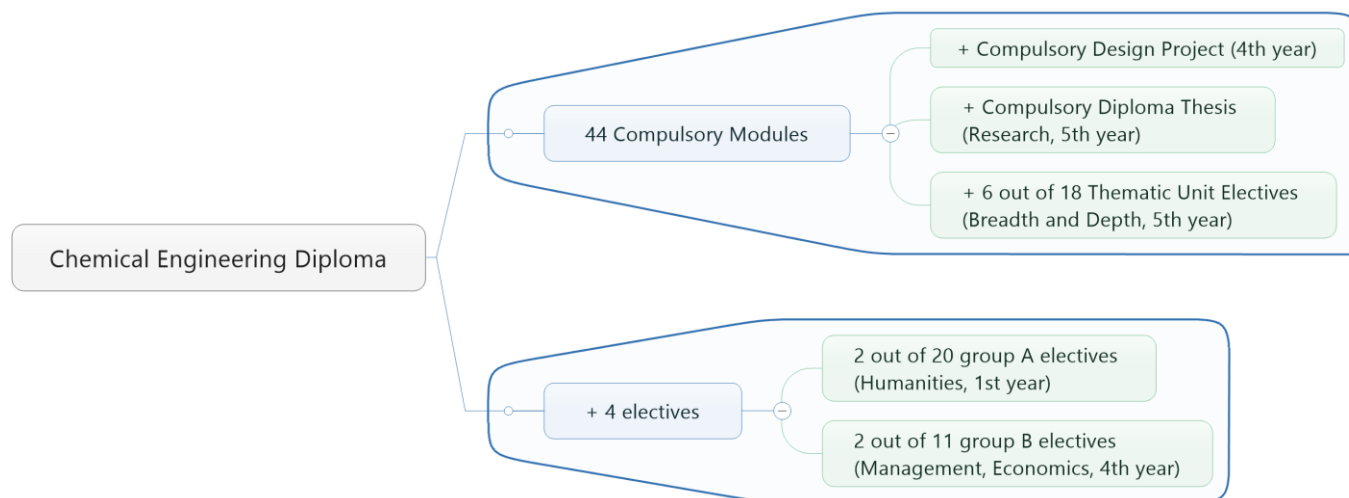 Chemical Engineering Diploma
44 Compulsory Modules
+ Compulsory Design Project (4th year)
+ Compulsory Diploma Thesis
(Research, 5th year)
+ 6 out of 18 Thematic Unit Electives
(Breadth and Depth, 5th year)
+ 4 electives
2 out of 20 group A electives
(Humanities, 1st year)
2 out of 11 group B electives
(Management, Economics, 4th year)